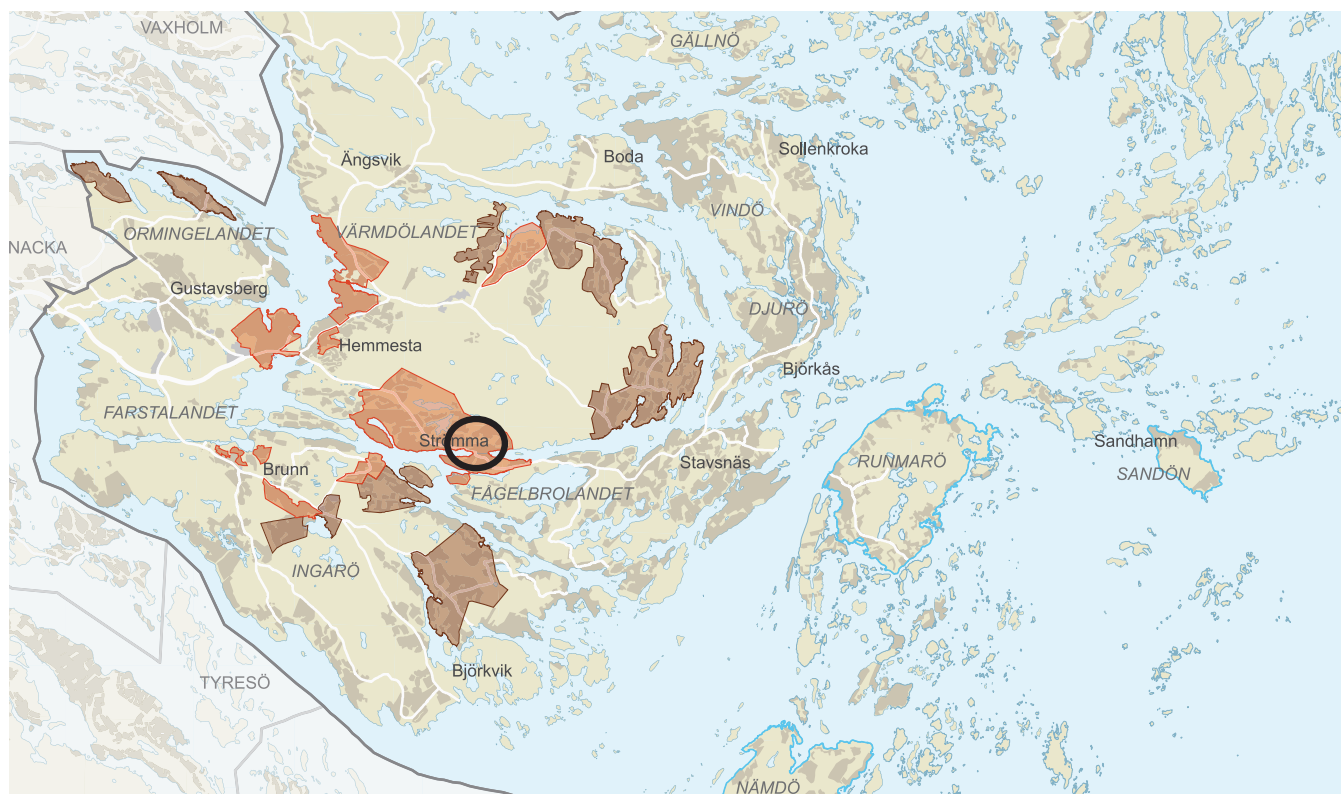 VAXHOLM
GÄLLNÖ
Ängsvik
Boda
Sollenkroka
VINDÖ
ORMINGELANDET
VÄRMDÖLANDET
NACKA
Gustavsberg
DJURÖ
Hemmesta
Björkås
FARSTALANDET
Strömma
Sandhamn
Brunn
Stavsnäs
RUNMARÖ
SANDÖN
FÅGELBROLANDET
INGARÖ
Björkvik
TYRESÖ
NÄMDÖ